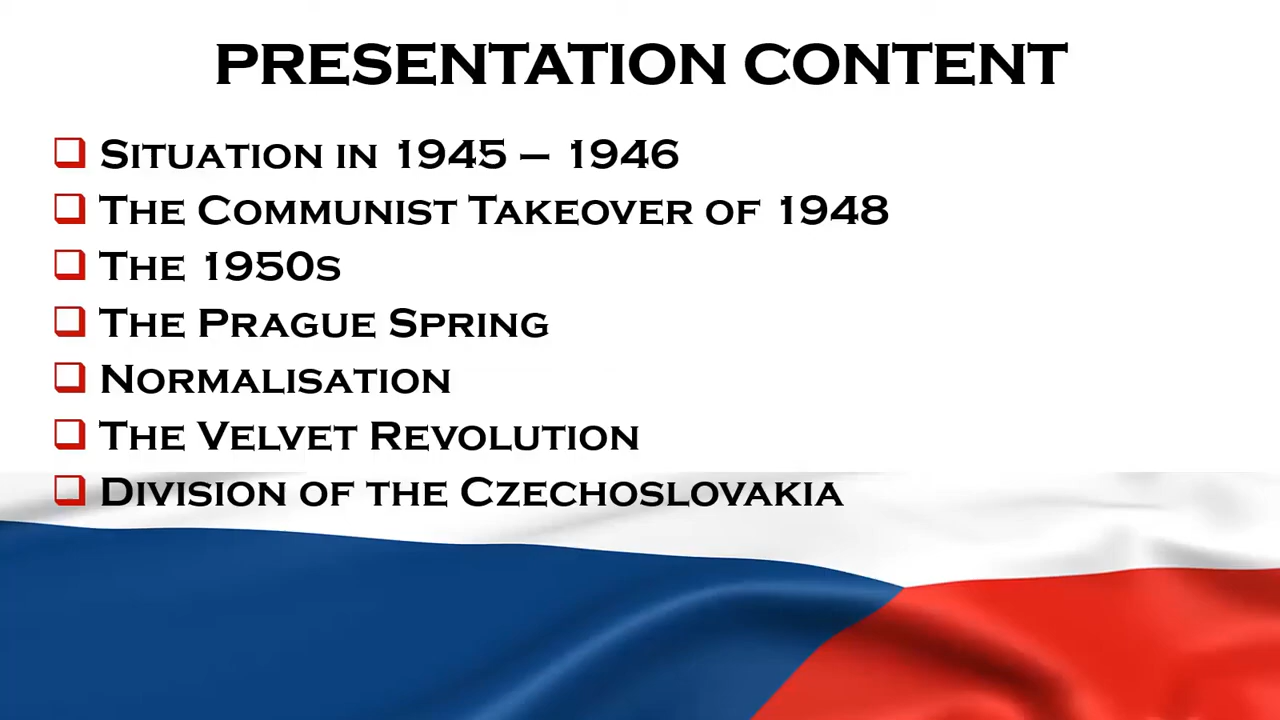 PRESENTATION CONTENT
Situation in 1945 – 1946
The Communist Takeover of 1948
The 1950s
The Prague Spring
Normalisation
The Velvet Revolution
Division of the Czechoslovakia